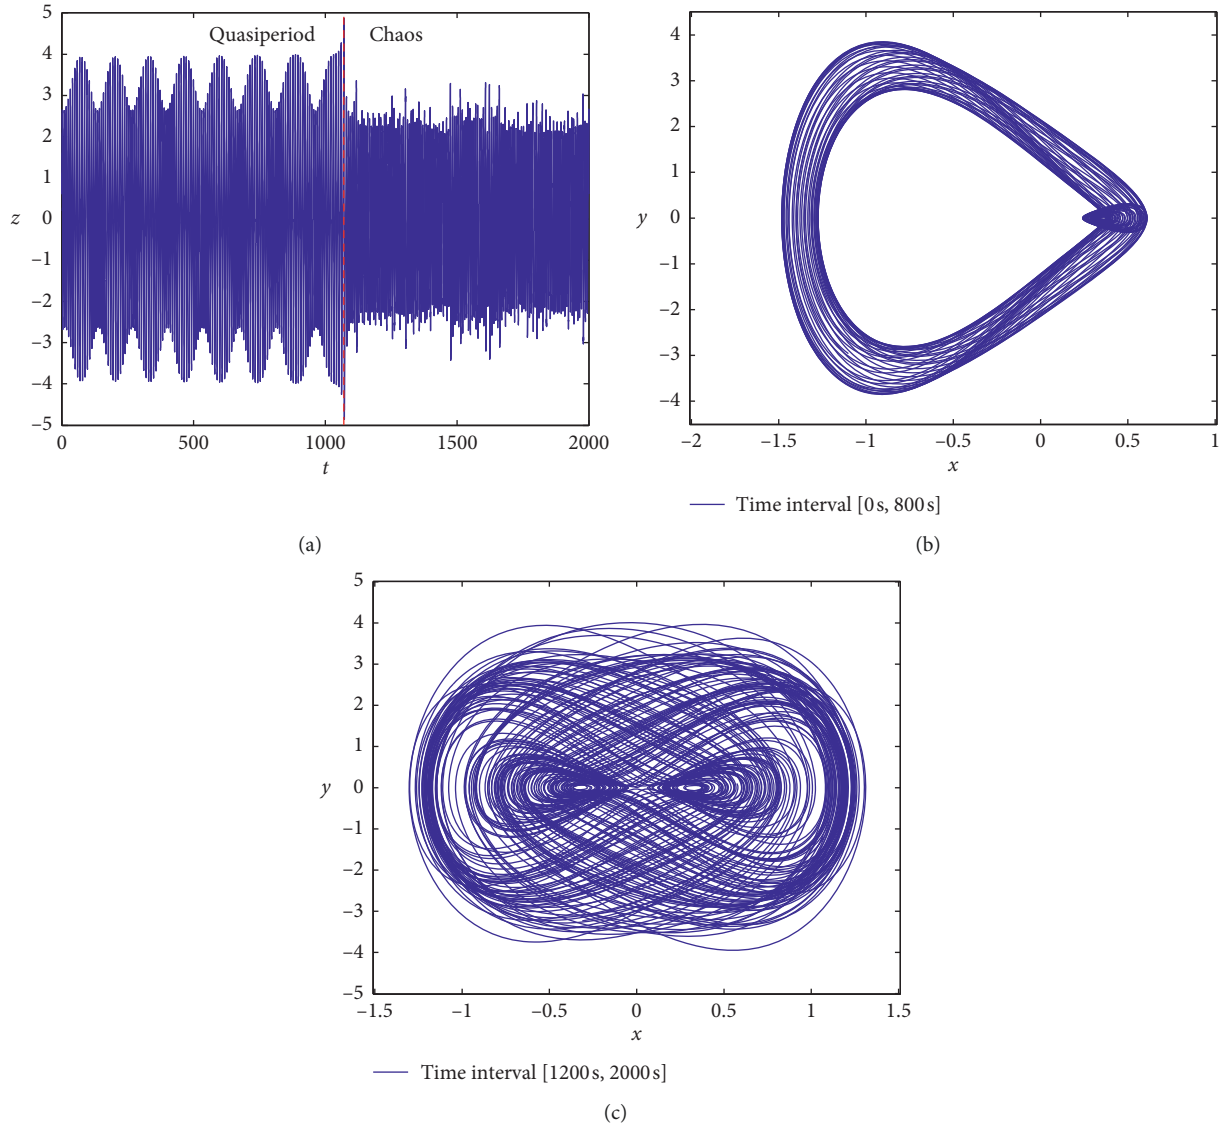 5
4
3
2
1
z 0
−1
−2
−3
−4
−5
Quasiperiod Chaos
0 500 1000 1500 2000
t
(a)
4
3
2
1
y 0
−1
−2
−3
−4
−2 −1.5 −1 −0.5 0 0.5 1
x
Time interval [0 s, 800 s]
(b)
5
4
3
2
1
y 0
−1
−2
−3
−4
−5
−1.5 −1 −0.5 0 0.5 1 1.5
x
Time interval [1200 s, 2000 s]
(c)